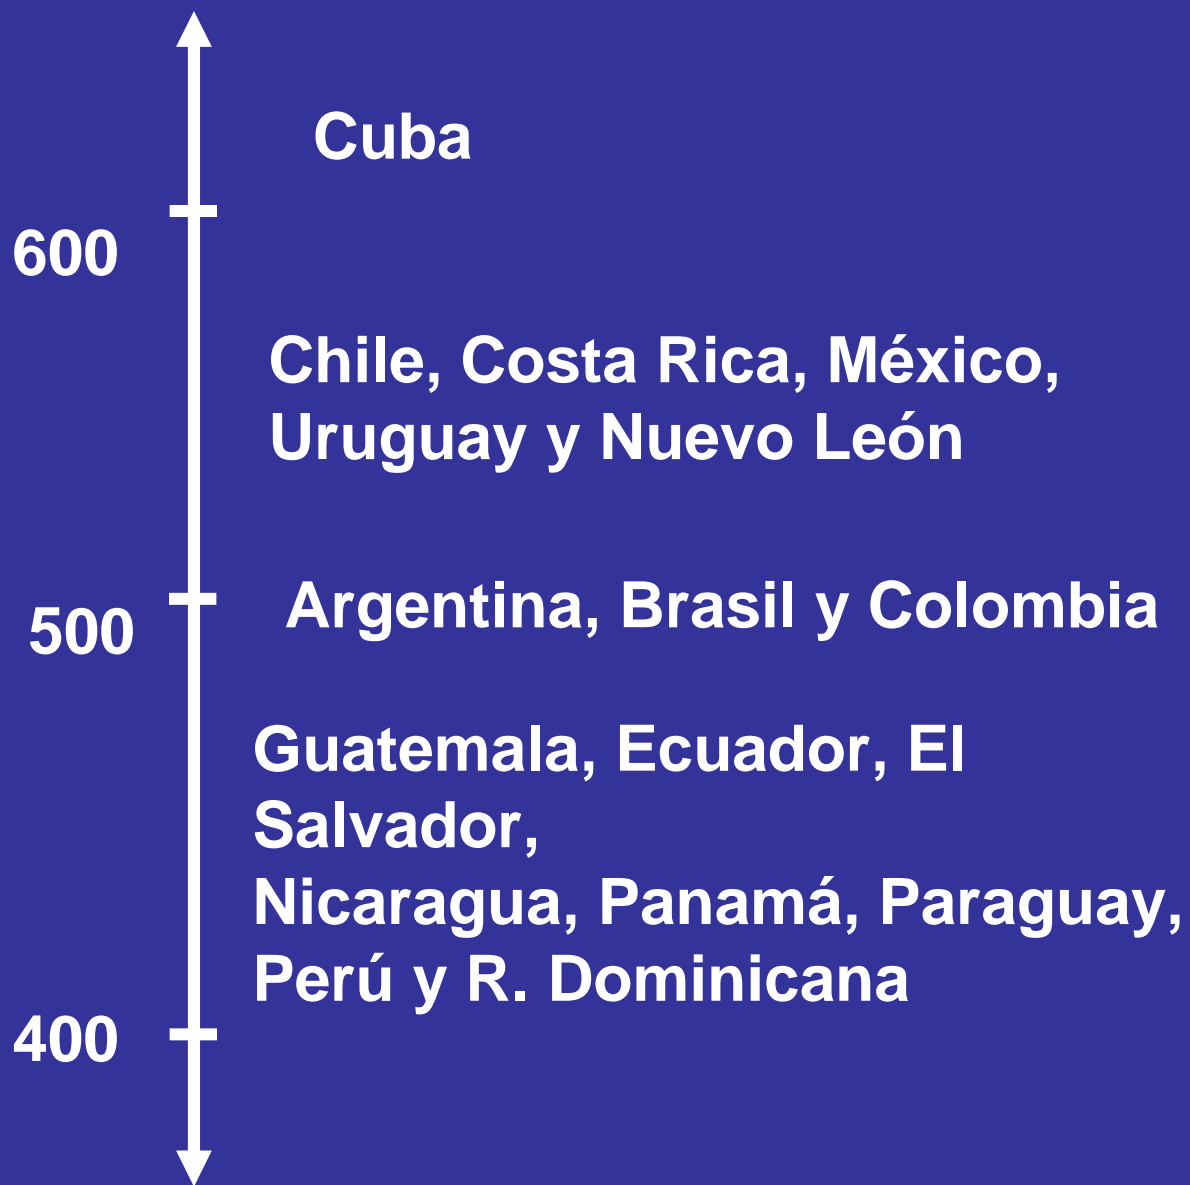 Cuba
600
Chile, Costa Rica, México,
Uruguay y Nuevo León
500
Argentina, Brasil y Colombia
Guatemala, Ecuador, El
Salvador,
Nicaragua, Panamá, Paraguay,
Perú y R. Dominicana
400